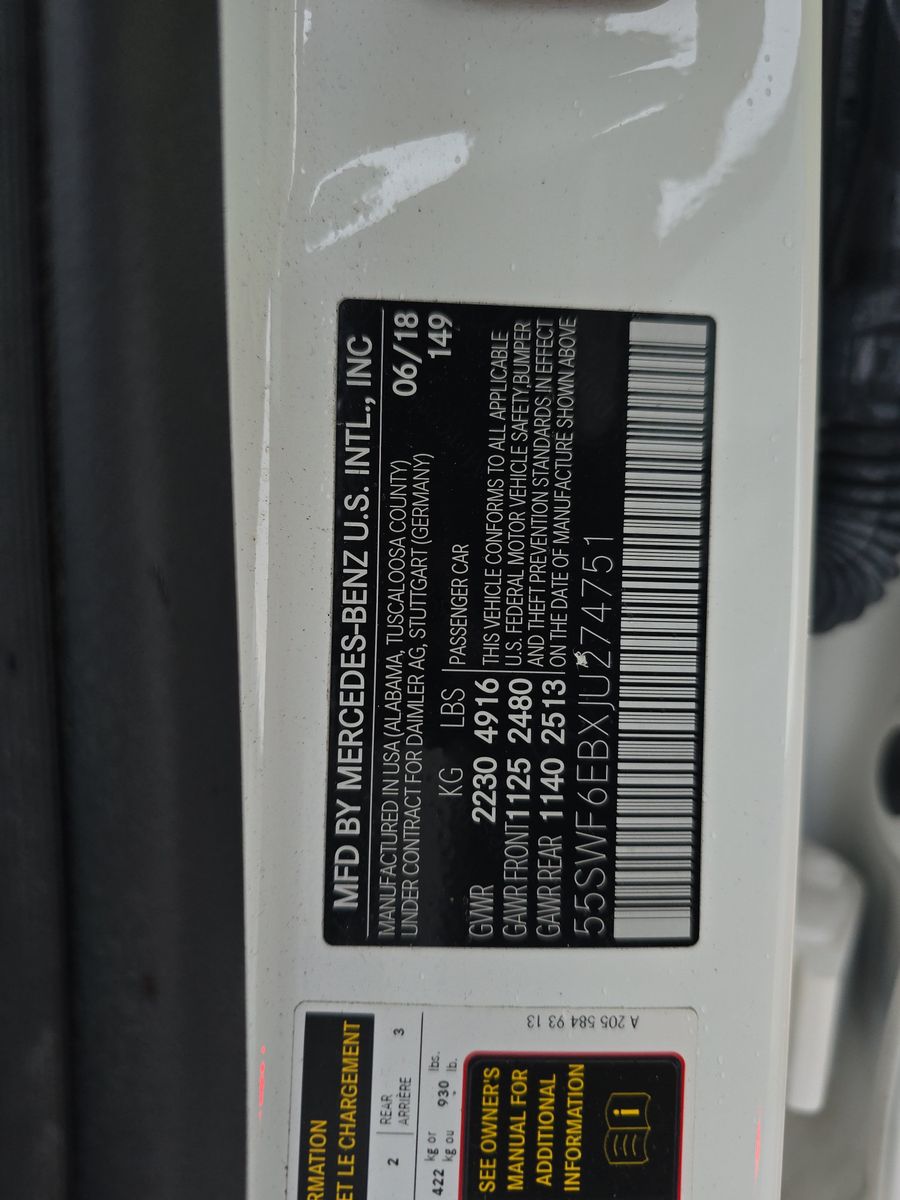 MFD BY MERCEDES-BENZ U.S. INTL., INC
MANUFACTURED IN USA (ALABAMA, TUSCALOOSA COUNTY) 06/18
UNDER CONTRACT FOR DAIMLER AG, STUTTGART (GERMANY) 149
KG LBS PASSENGER CAR
GVWR 2230 4916 THIS VEHICLE CONFORMS TO ALL APPLICABLE
GAWR FRONT 1125 2480 U.S. FEDERAL MOTOR VEHICLE SAFETY, BUMPER
GAWR REAR 1140 2513 AND THEFT PREVENTION STANDARDS IN EFFECT
ON THE DATE OF MANUFACTURE SHOWN ABOVE
55SWF6EBXJU274751
RMATION
ET LE CHARGEMENT
2 REAR 3
ARRIÈRE
422 kg or 930 lbs.
kg ou lb.
SEE OWNER'S
MANUAL FOR
ADDITIONAL
INFORMATION
A 205 584 93 13